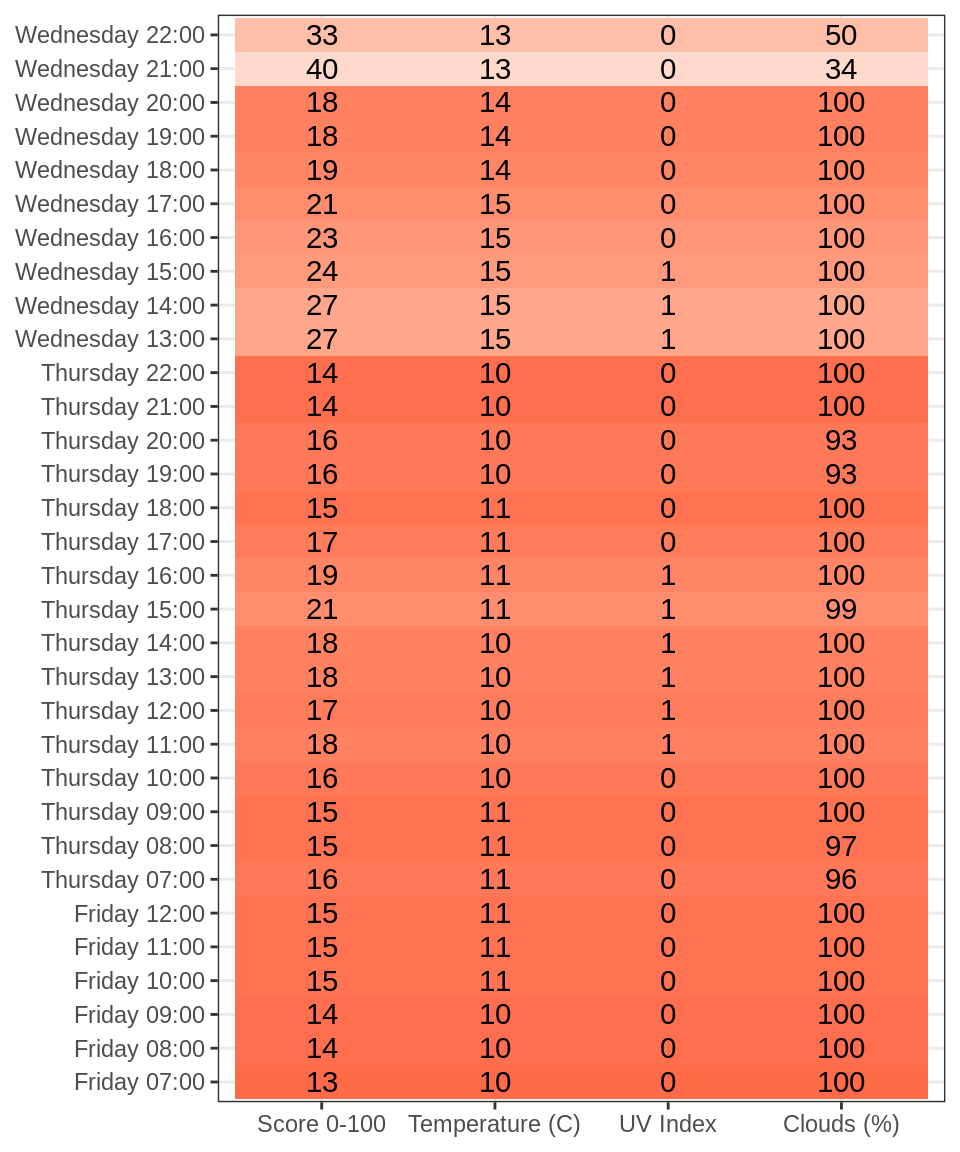 Wednesday 22:00 33 13 0 50
Wednesday 21:00 40 13 0 34
Wednesday 20:00 18 14 0 100
Wednesday 19:00 18 14 0 100
Wednesday 18:00 19 14 0 100
Wednesday 17:00 21 15 0 100
Wednesday 16:00 23 15 0 100
Wednesday 15:00 24 15 1 100
Wednesday 14:00 27 15 1 100
Wednesday 13:00 27 15 1 100
Thursday 22:00 14 10 0 100
Thursday 21:00 14 10 0 100
Thursday 20:00 16 10 0 93
Thursday 19:00 16 10 0 93
Thursday 18:00 15 11 0 100
Thursday 17:00 17 11 0 100
Thursday 16:00 19 11 1 100
Thursday 15:00 21 11 1 99
Thursday 14:00 18 10 1 100
Thursday 13:00 18 10 1 100
Thursday 12:00 17 10 1 100
Thursday 11:00 18 10 1 100
Thursday 10:00 16 10 0 100
Thursday 09:00 15 11 0 100
Thursday 08:00 15 11 0 97
Thursday 07:00 16 11 0 96
Friday 12:00 15 11 0 100
Friday 11:00 15 11 0 100
Friday 10:00 15 11 0 100
Friday 09:00 14 10 0 100
Friday 08:00 14 10 0 100
Friday 07:00 13 10 0 100
Score 0-100 Temperature (C) UV Index Clouds (%)